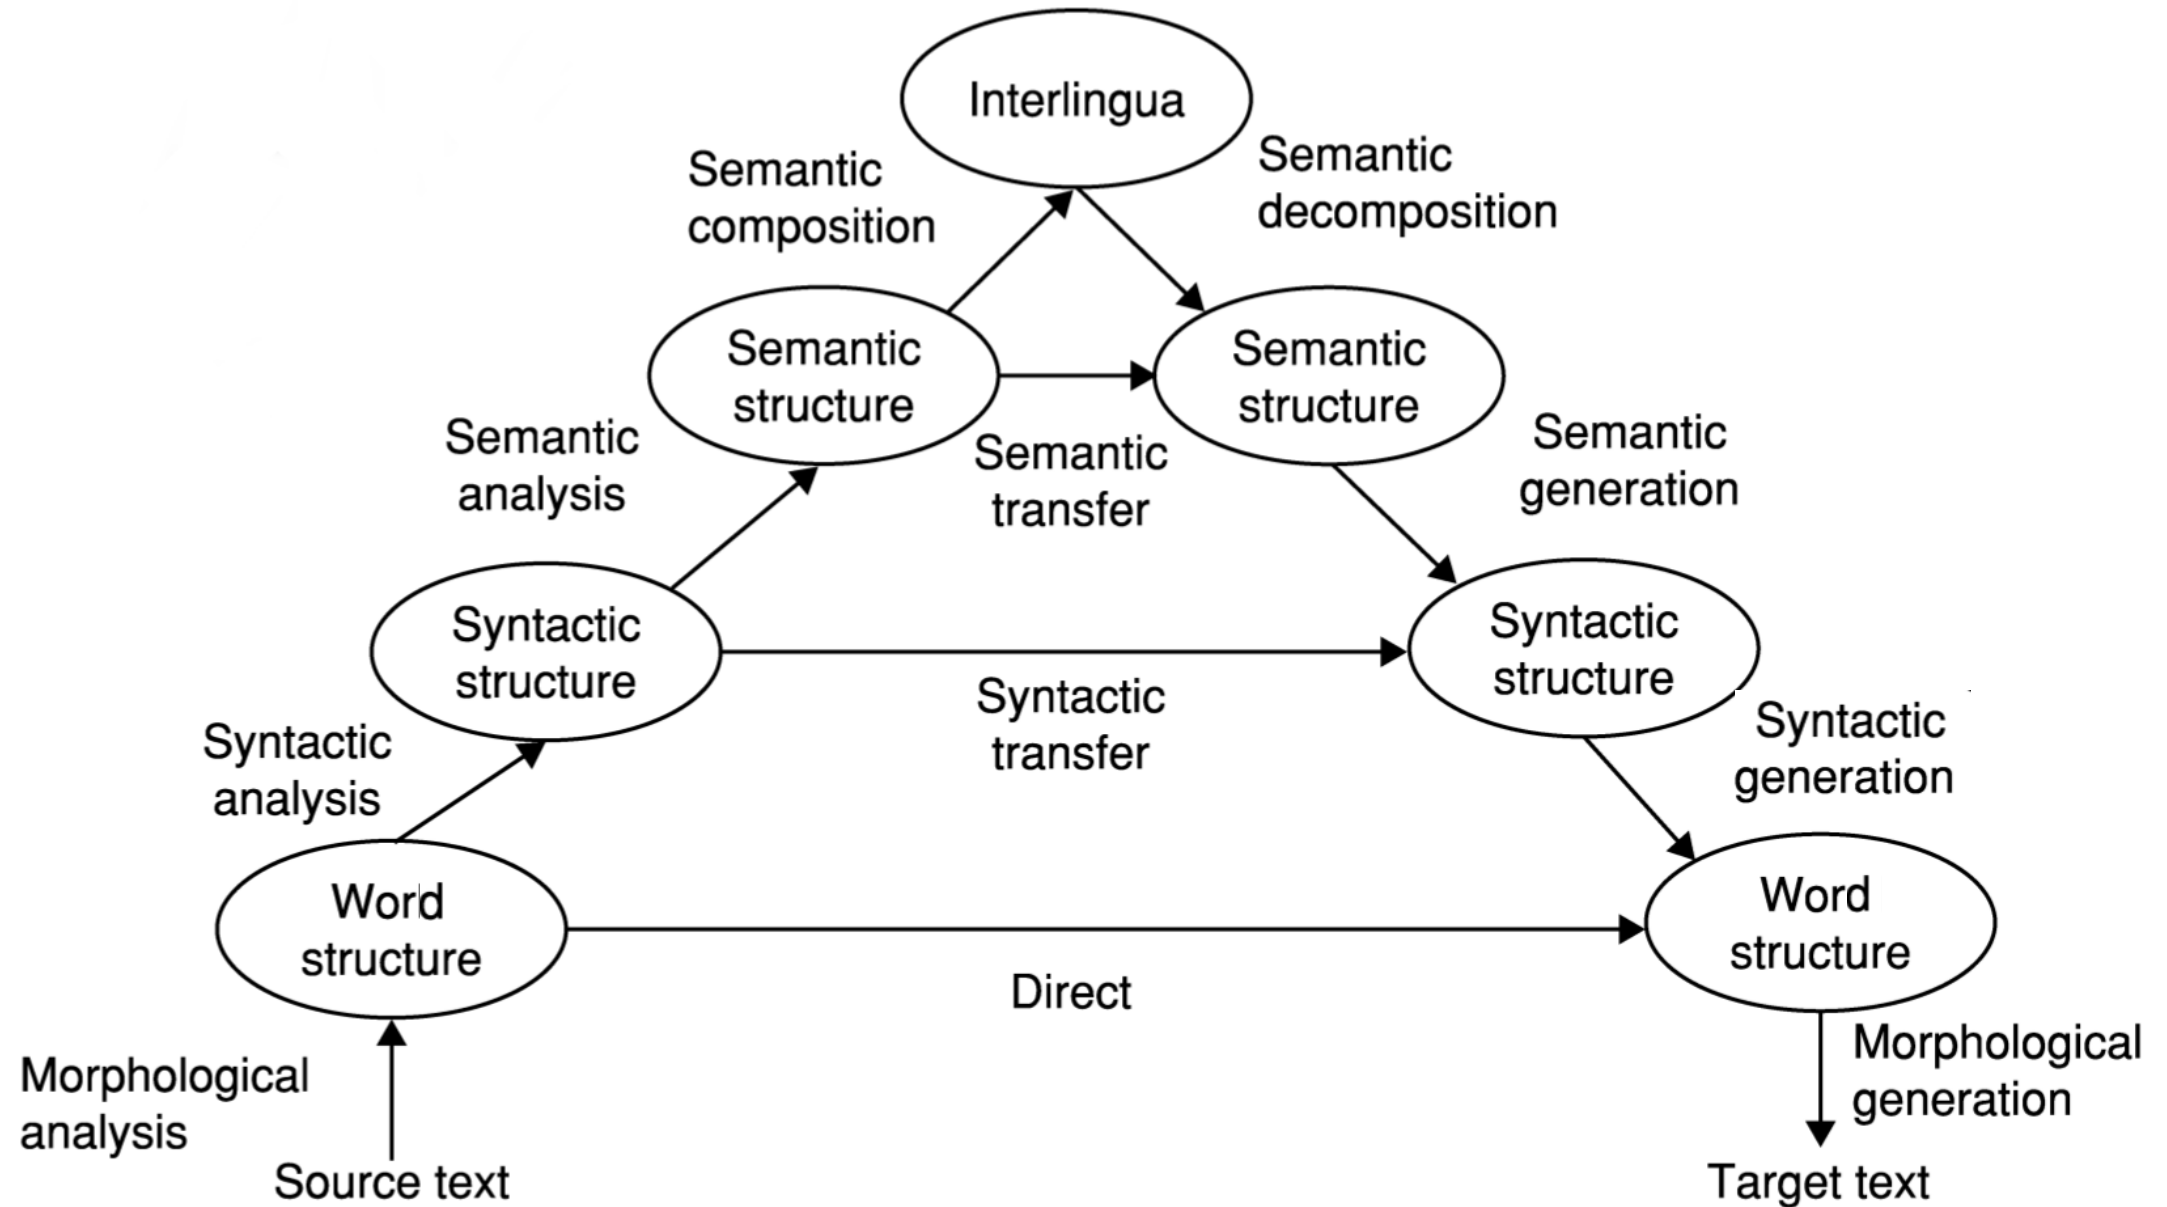 Interlingua
Semantic
composition
Semantic
decomposition
Semantic
structure
Semantic
structure
Semantic
analysis
Semantic
transfer
Semantic
generation
Syntactic
structure
Syntactic
structure
Syntactic
transfer
Syntactic
analysis
Syntactic
generation
Word
structure
Word
structure
Direct
Morphological
analysis
Morphological
generation
Source text
Target text